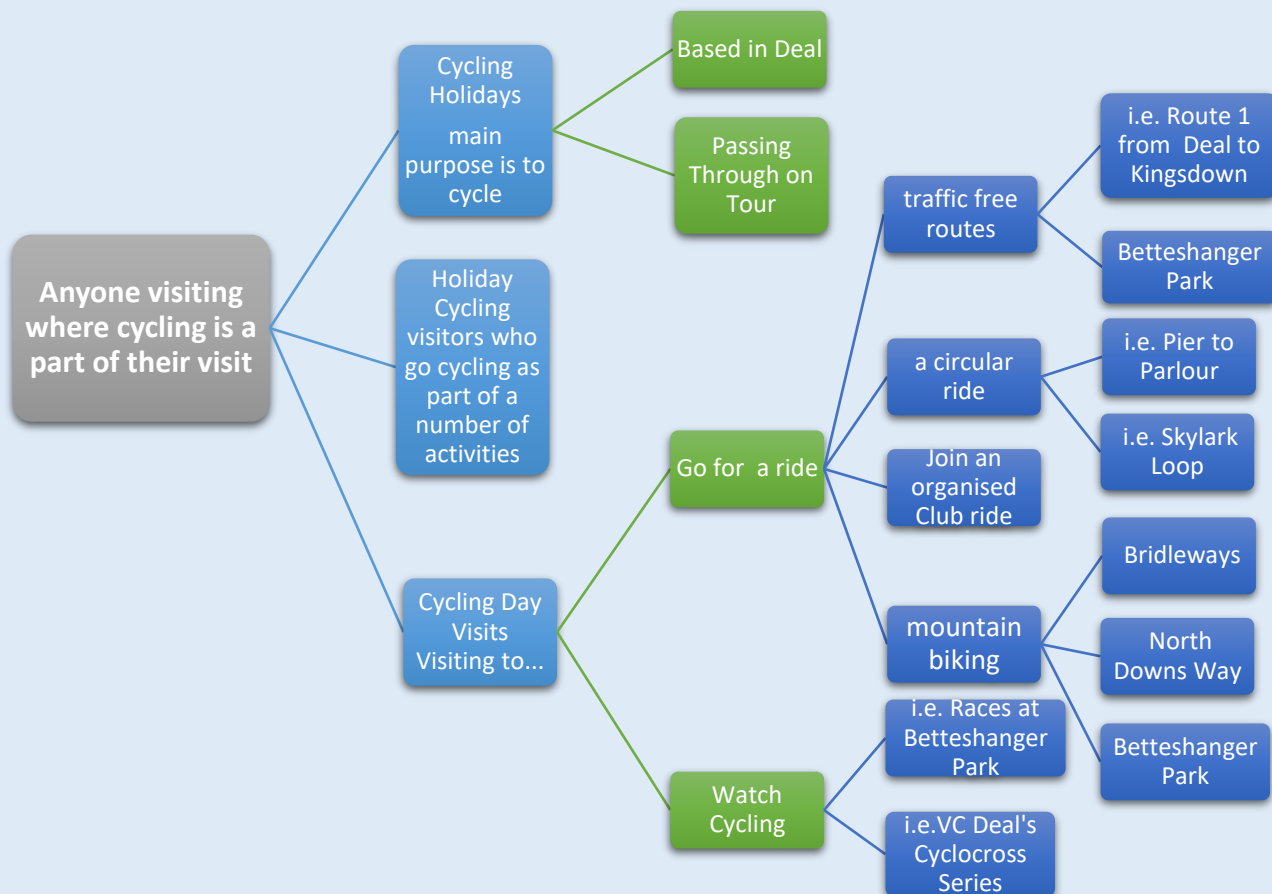 Anyone visiting
where cycling is a
part of their visit
Cycling
Holidays
main
purpose is to
cycle
Based in Deal
Passing
Through on
Tour
Holiday
Cycling
visitors who
go cycling as
part of a
number of
activities
Cycling Day
Visits
Visiting to...
Go for a ride
traffic free
routes
i.e. Route 1
from Deal to
Kingsdown
Betteshanger
Park
a circular
ride
i.e. Pier to
Parlour
i.e. Skylark
Loop
Join an
organised
Club ride
mountain
biking
Bridleways
North
Downs Way
Betteshanger
Park
Watch
Cycling
i.e. Races at
Betteshanger
Park
i.e.VC Deal's
Cyclocross
Series